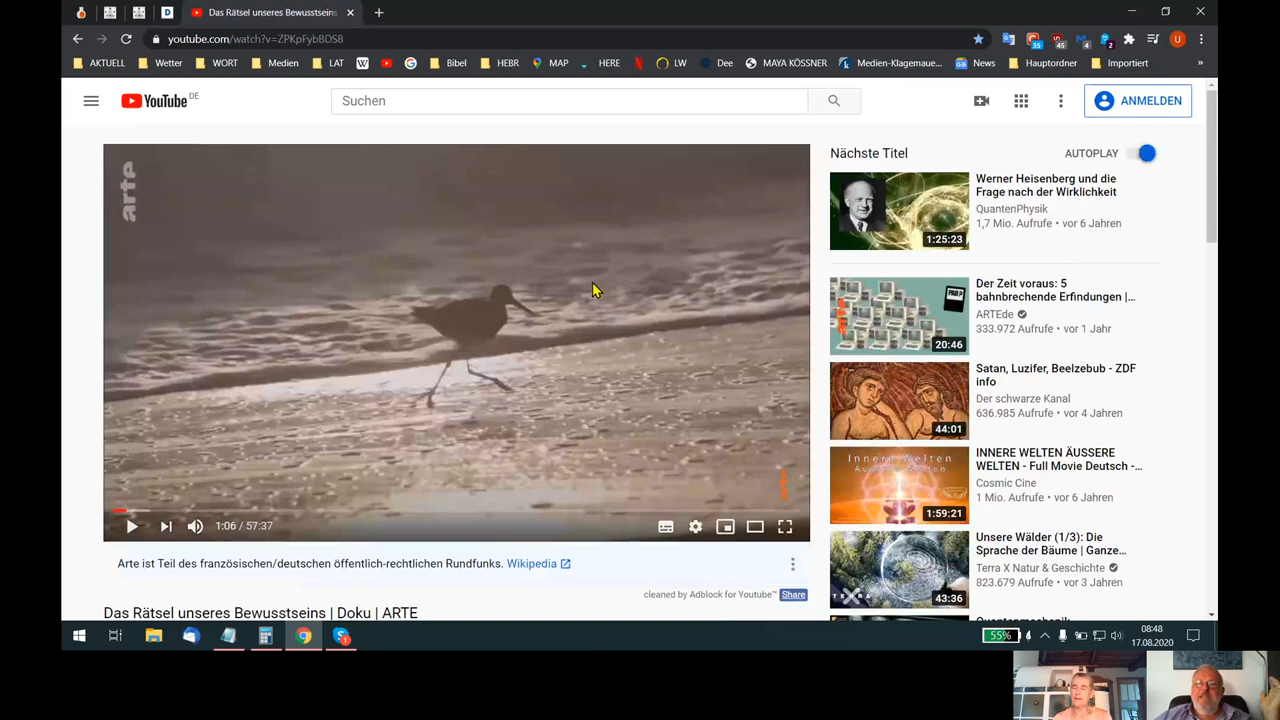 Das Rätsel unseres Bewusstseins
youtube.com/watch?v=ZPKpFybBDS8
35
45
4
2
U
AKTUELL
Wetter
WORT
Medien
LAT
W
Bibel
HEBR
MAP
HERE
LW
Dee
MAYA KÖSSNER
Medien-Klagemaue...
News
Hauptordner
Importiert
»
YouTube DE
Suchen
ANMELDEN
arte
1:06 / 57:37
Arte ist Teil des französischen/deutschen öffentlich-rechtlichen Rundfunks. Wikipedia
cleaned by Adblock for Youtube™ Share
Das Rätsel unseres Bewusstseins | Doku | ARTE
Nächste Titel
AUTOPLAY
Werner Heisenberg und die
Frage nach der Wirklichkeit
QuantenPhysik
1,7 Mio. Aufrufe • vor 6 Jahren
1:25:23
Der Zeit voraus: 5
bahnbrechende Erfindungen |...
ARTEde
333.972 Aufrufe • vor 1 Jahr
20:46
Satan, Luzifer, Beelzebub - ZDF
info
Der schwarze Kanal
636.985 Aufrufe • vor 4 Jahren
44:01
INNERE WELTEN ÄUSSERE
WELTEN - Full Movie Deutsch -...
Cosmic Cine
1 Mio. Aufrufe • vor 6 Jahren
Innere Welten
1:59:21
Unsere Wälder (1/3): Die
Sprache der Bäume | Ganze...
Terra X Natur & Geschichte
823.679 Aufrufe • vor 3 Jahren
43:36
55%
08:48
17.08.2020